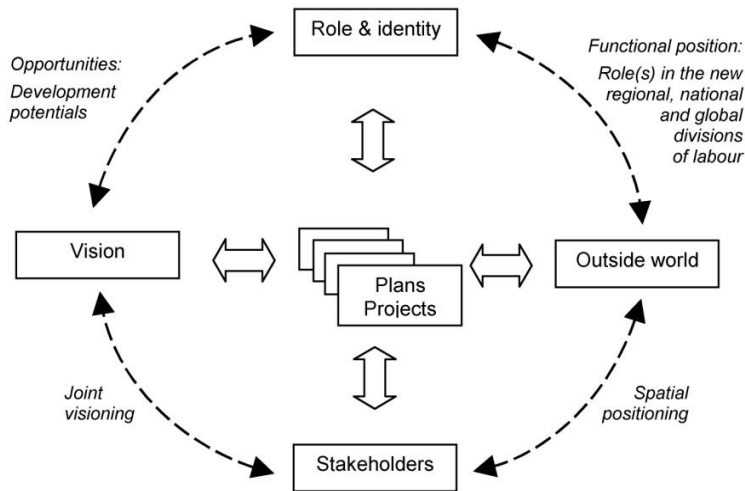 Role & identity
Opportunities:
Development
potentials
Functional position:
Role(s) in the new
regional, national
and global
divisions
of labour
Vision
Plans
Projects
Outside world
Joint
visioning
Spatial
positioning
Stakeholders